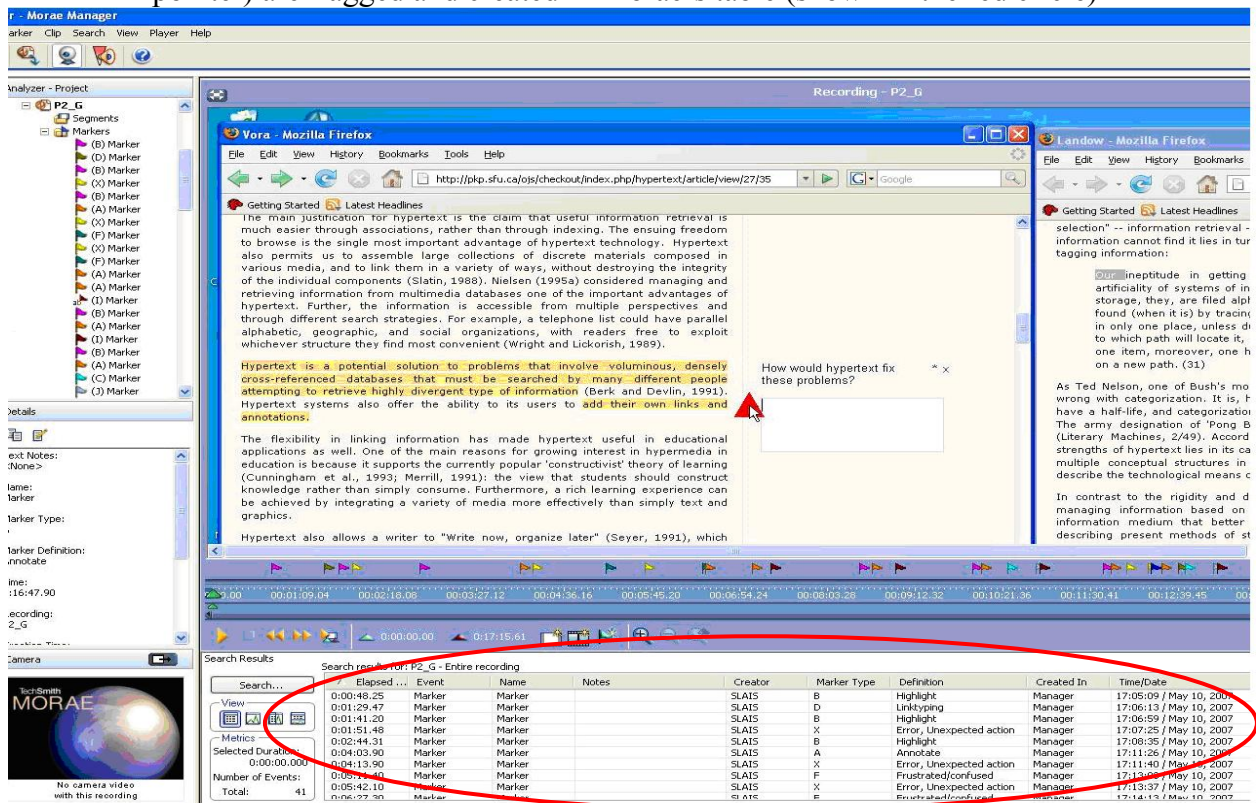 r - Morae Manager
arker Clip Search View Player Help
Analyzer - Project
P2_G
Segments
Markers
(B) Marker
(D) Marker
(B) Marker
(X) Marker
(B) Marker
(A) Marker
(X) Marker
(F) Marker
(X) Marker
(F) Marker
(A) Marker
(A) Marker
(I) Marker
(B) Marker
(A) Marker
(I) Marker
(B) Marker
(A) Marker
(C) Marker
(J) Marker
Details
ext Notes:
<None>
Name:
Marker
Marker Type:
Marker Definition:
Annotate
ime:
:16:47.90
ecording:
2_G
Camera
TechSmith
MORAE
No camera video
with this recording
Recording - P2_G
Vora - Mozilla Firefox
File Edit View History Bookmarks Tools Help
http://pkp.sfu.ca/ojs/checkout/index.php/hypertext/article/view/27/35
Google
Getting Started Latest Headlines
The main justification for hypertext is the claim that useful information retrieval is
much easier through associations, rather than through indexing. The ensuing freedom
to browse is the single most important advantage of hypertext technology. Hypertext
also permits us to assemble large collections of discrete materials composed in
various media, and to link them in a variety of ways, without destroying the integrity
of the individual components (Slatin, 1988). Nielsen (1995a) considered managing and
retrieving information from multimedia databases one of the important advantages of
hypertext. Further, the information is accessible from multiple perspectives and
through different search strategies. For example, a telephone list could have parallel
alphabetic, geographic, and social organizations, with readers free to exploit
whichever structure they find most convenient (Wright and Lickorish, 1989).
Hypertext is a potential solution to problems that involve voluminous, densely
cross-referenced databases that must be searched by many different people
attempting to retrieve highly divergent type of information (Berk and Devlin, 1991).
Hypertext systems also offer the ability to its users to add their own links and
annotations.
The flexibility in linking information has made hypertext useful in educational
applications as well. One of the main reasons for growing interest in hypermedia in
education is because it supports the currently popular 'constructivist' theory of learning
(Cunningham et al., 1993; Merrill, 1991): the view that students should construct
knowledge rather than simply consume. Furthermore, a rich learning experience can
be achieved by integrating a variety of media more effectively than simply text and
graphics.
Hypertext also allows a writer to "Write now, organize later" (Seyer, 1991), which
How would hypertext fix * x
these problems?
Landow - Mozilla Firefox
File Edit View History Bookmarks
Getting Started Latest Headlines
selection" -- information retrieval -
information cannot find it lies in tur
tagging information:
Our ineptitude in getting
artificiality of systems of in
storage, they, are filed alph
found (when it is) by tracing
in only one place, unless du
to which path will locate it,
one item, moreover, one h
on a new path. (31)
As Ted Nelson, one of Bush's mo
wrong with categorization. It is, h
have a half-life, and categorization
The army designation of 'Pong B
(Literary Machines, 2/49). Accord
strengths of hypertext lies in its ca
multiple conceptual structures in
describe the technological means o
In contrast to the rigidity and d
managing information based on
information medium that better
describing present methods of st
00:01:09.04 00:02:18.08 00:03:27.12 00:04:36.16 00:05:45.20 00:06:54.24 00:08:03.28 00:09:12.32 00:10:21.36 00:11:30.41 00:12:39.45
0:00:00.00 0:17:15.61
Search Results
Search results for: P2_G - Entire recording
Search...
View
Metrics
Selected Duration:
0:00:00.000
Number of Events:
Total: 41
Elapsed ... Event Name Notes Creator Marker Type Definition Created In Time/Date
0:00:48.25 Marker Marker SLAIS B Highlight Manager 17:05:09 / May 10, 2007
0:01:29.47 Marker Marker SLAIS D Linktyping Manager 17:06:13 / May 10, 2007
0:01:41.20 Marker Marker SLAIS B Highlight Manager 17:06:59 / May 10, 2007
0:01:51.48 Marker Marker SLAIS X Error, Unexpected action Manager 17:07:25 / May 10, 2007
0:02:44.31 Marker Marker SLAIS B Highlight Manager 17:08:35 / May 10, 2007
0:04:03.90 Marker Marker SLAIS A Annotate Manager 17:11:26 / May 10, 2007
0:04:13.90 Marker Marker SLAIS X Error, Unexpected action Manager 17:11:40 / May 10, 2007
Marker Marker SLAIS F Frustrated/confused Manager May 10, 2007
0:05:42.10 Marker Marker SLAIS X Error, Unexpected action Manager 17:13:37 / May 10, 2007
0:06:27.30 Marker Marker SLAIS F Frustrated/confused Manager 17:14:13 / May 10, 2007